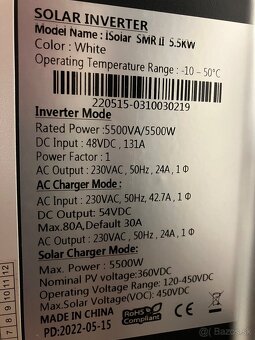 SOLAR INVERTER
Model Name : ISolar SMR II 5.5KW
Color : White
Operating Temperature Range : -10 – 50°C
220515-0310030219
Inverter Mode
Rated Power : 5500VA/5500W
DC Input : 48VDC , 131A
Power Factor : 1
AC Output : 230VAC, 50Hz , 24A , 1 Φ
AC Charger Mode :
AC Input : 230VAC, 50Hz, 42.7A , 1 Φ
DC Output : 54VDC
Max.80A,Default 30A
AC Output : 230VAC, 50Hz, 24A , 1 Φ
Solar Charger Mode :
Max. Power : 5500W
Nominal PV voltage:360VDC
Operating Voltage Range : 120-450VDC
Max.Solar Voltage(VOC): 450VDC
MADE IN CHINA
RoHS
Compliant
CE
PD:2022-05-15
7 8 9 10 11 12